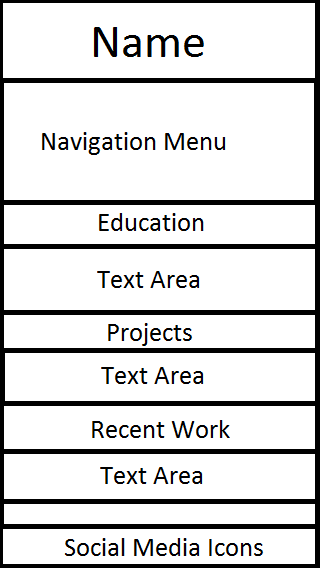 Name
Navigation Menu
Education
Text Area
Projects
Text Area
Recent Work
Text Area
Social Media Icons